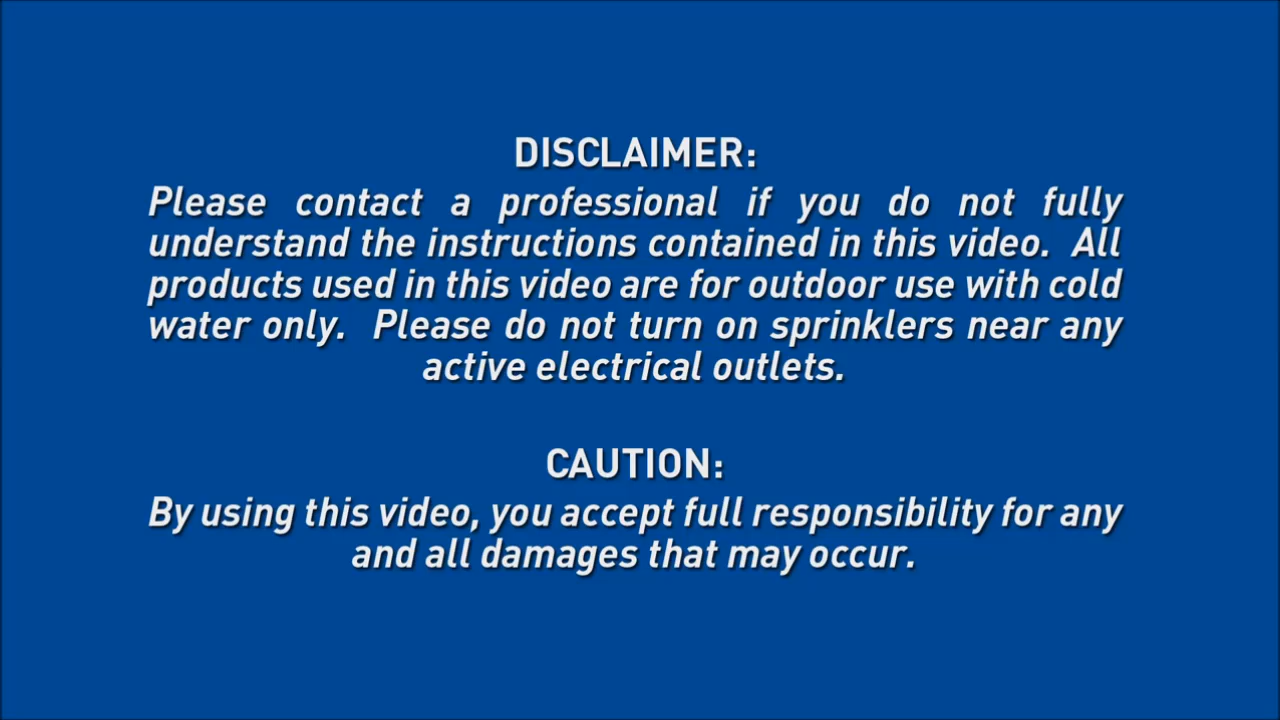 DISCLAIMER:
Please contact a professional if you do not fully
understand the instructions contained in this video.  All
products used in this video are for outdoor use with cold
water only.  Please do not turn on sprinklers near any
active electrical outlets.
CAUTION:
By using this video, you accept full responsibility for any
and all damages that may occur.